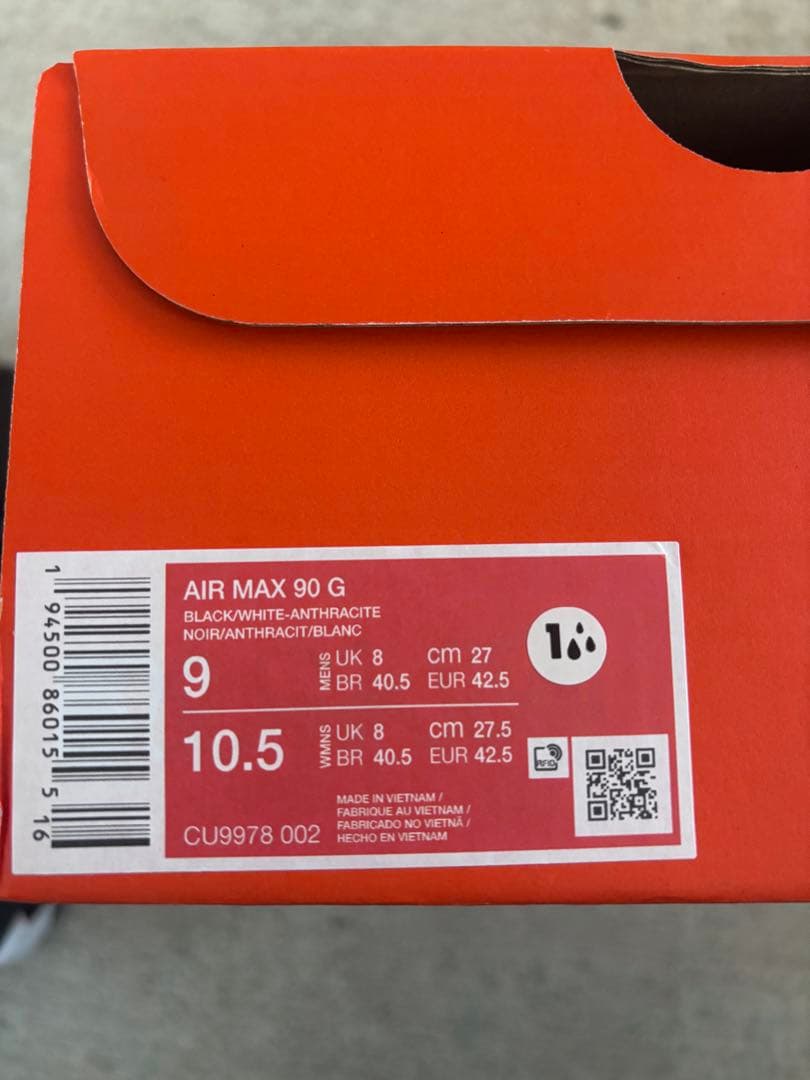 AIR MAX 90 G
BLACK/WHITE-ANTHRACITE
NOIR/ANTHRACIT/BLANC
9
MENS
UK 8 cm 27
BR 40.5 EUR 42.5
10.5
WMNS
UK 8 cm 27.5
BR 40.5 EUR 42.5
CU9978 002
MADE IN VIETNAM /
FABRIQUE AU VIETNAM /
FABRICADO NO VIETNÃ /
HECHO EN VIETNAM
1
RFID
1 94500 86015 5 16